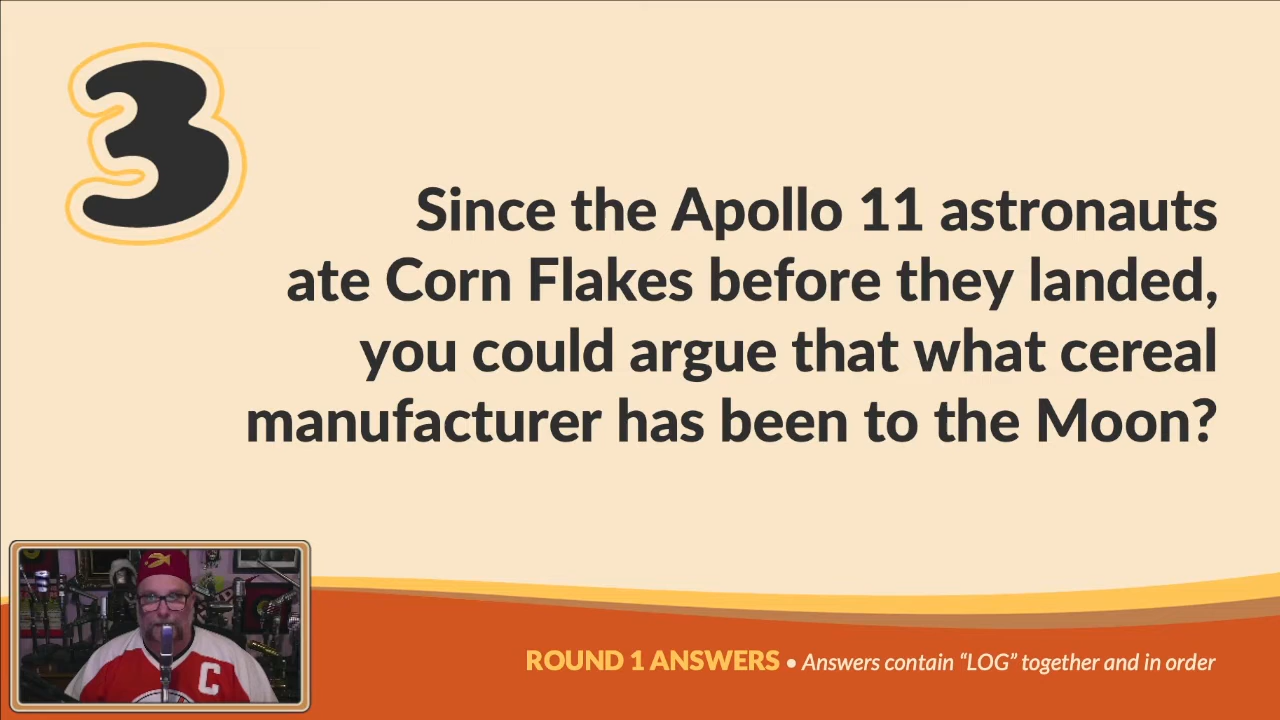 3
Since the Apollo 11 astronauts
ate Corn Flakes before they landed,
you could argue that what cereal
manufacturer has been to the Moon?
C
ROUND 1 ANSWERS • Answers contain “LOG” together and in order